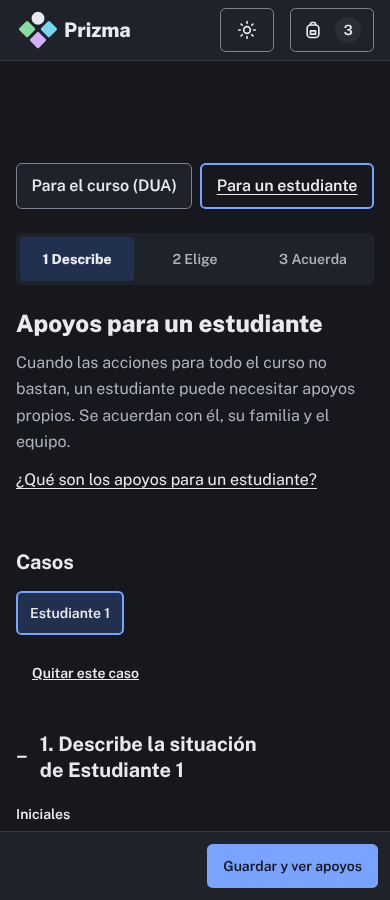 Prizma
3
Para el curso (DUA)
Para un estudiante
1 Describe
2 Elige
3 Acuerda
Apoyos para un estudiante
Cuando las acciones para todo el curso no
bastan, un estudiante puede necesitar apoyos
propios. Se acuerdan con él, su familia y el
equipo.
¿Qué son los apoyos para un estudiante?
Casos
Estudiante 1
Quitar este caso
– 1. Describe la situación
de Estudiante 1
Iniciales
Guardar y ver apoyos